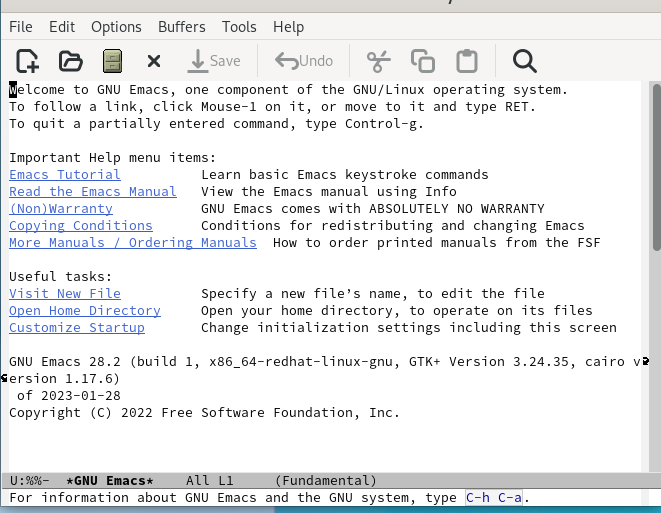 File Edit Options Buffers Tools Help
Save Undo
Welcome to GNU Emacs, one component of the GNU/Linux operating system.
To follow a link, click Mouse-1 on it, or move to it and type RET.
To quit a partially entered command, type Control-g.
Important Help menu items:
Emacs Tutorial Learn basic Emacs keystroke commands
Read the Emacs Manual View the Emacs manual using Info
(Non)Warranty GNU Emacs comes with ABSOLUTELY NO WARRANTY
Copying Conditions Conditions for redistributing and changing Emacs
More Manuals / Ordering Manuals How to order printed manuals from the FSF
Useful tasks:
Visit New File Specify a new file’s name, to edit the file
Open Home Directory Open your home directory, to operate on its files
Customize Startup Change initialization settings including this screen
GNU Emacs 28.2 (build 1, x86_64-redhat-linux-gnu, GTK+ Version 3.24.35, cairo v
ersion 1.17.6)
of 2023-01-28
Copyright (C) 2022 Free Software Foundation, Inc.
U:%%- *GNU Emacs* All L1 (Fundamental)
For information about GNU Emacs and the GNU system, type C-h C-a.